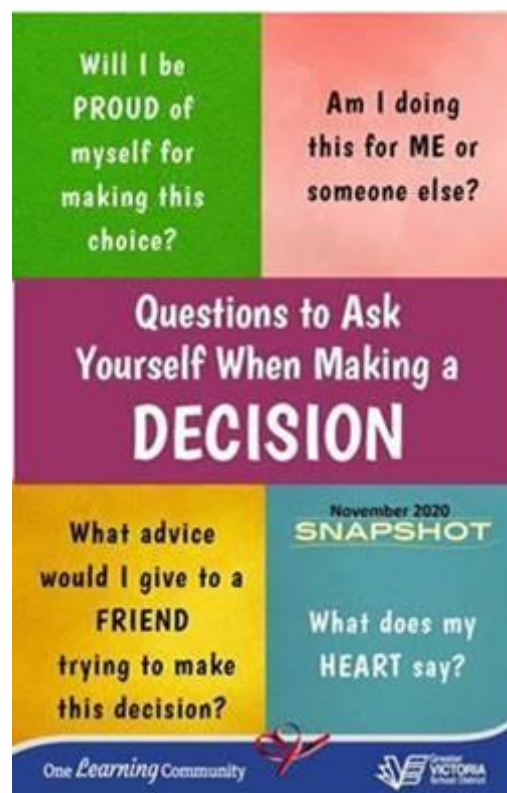 Will I be
PROUD of
myself for
making this
choice?
Am I doing
this for ME or
someone else?
Questions to Ask
Yourself When Making a
DECISION
What advice
would I give to a
FRIEND
trying to make
this decision?
November 2020
SNAPSHOT
What does my
HEART say?
One Learning Community
Greater
VICTORIA
School District